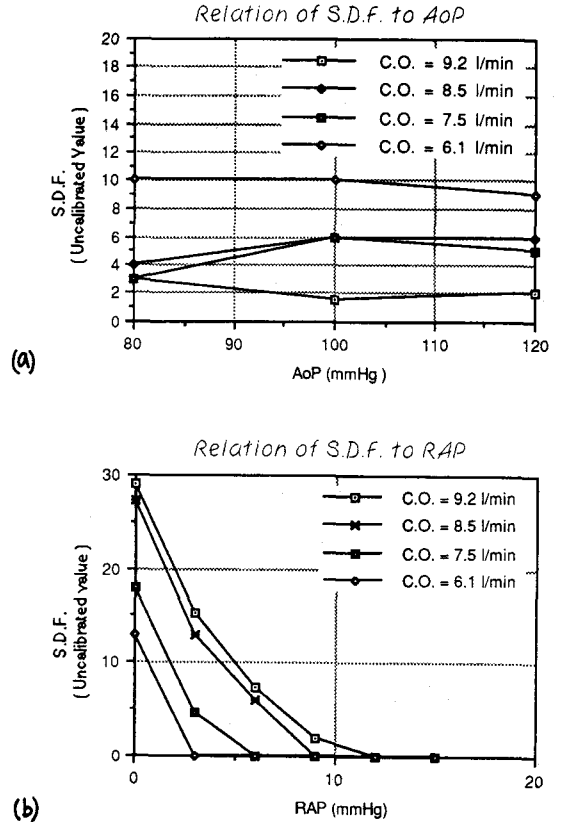 Relation of S.D.F. to AoP
20
18
16
14
12
10
8
6
4
2
0
S.D.F.
( Uncalibrated Value )
C.O. = 9.2 l/min
C.O. = 8.5 l/min
C.O. = 7.5 l/min
C.O. = 6.1 l/min
80 90 100 110 120
AoP (mmHg )
(a)
Relation of S.D.F. to RAP
30
20
10
0
S.D.F.
( Uncalibrated value )
C.O. = 9.2 l/min
C.O. = 8.5 l/min
C.O. = 7.5 l/min
C.O. = 6.1 l/min
0 10 20
RAP (mmHg)
(b)